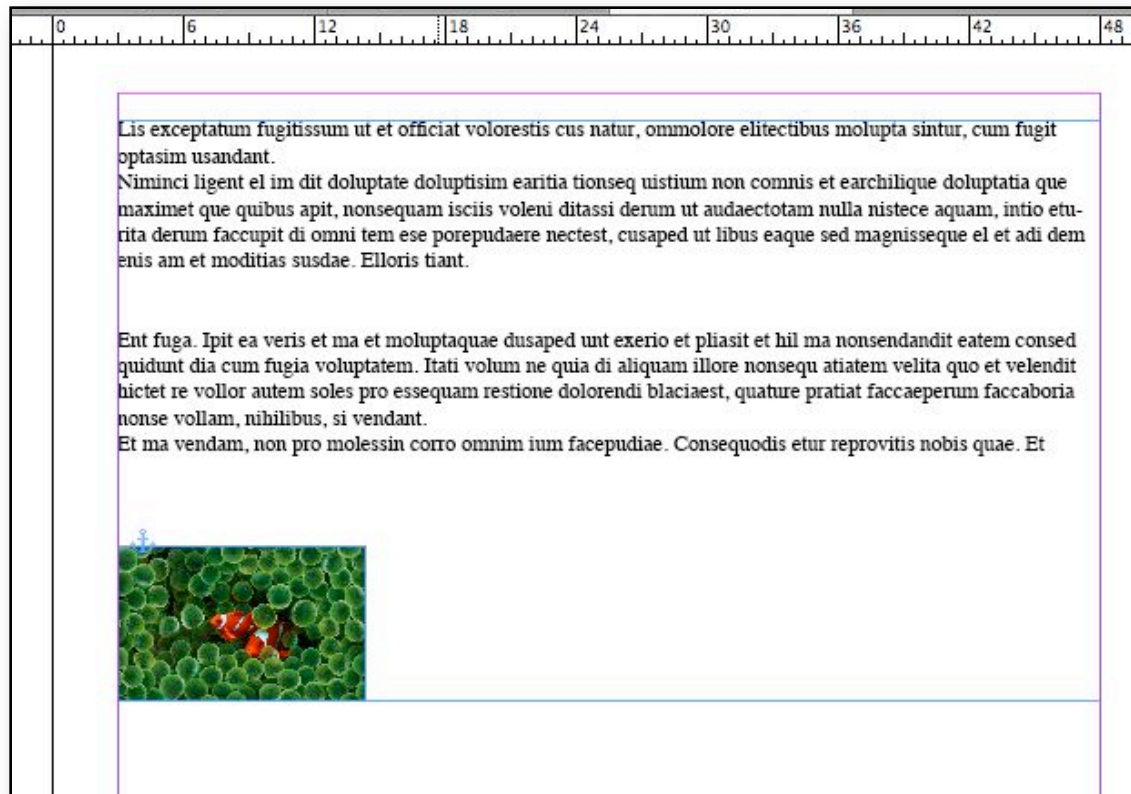 0 6 12 18 24 30 36 42 48
Lis exceptatum fugitissum ut et officiat volorestis cus natur, ommolore elitectibus molupta sintur, cum fugit
optasim usandant.
Niminci ligent el im dit doluptate doluptisim earitia tionseq uistium non comnis et earchilique doluptatia que
maximet que quibus apit, nonsequam isciis voleni ditassi derum ut audaectotam nulla nistece aquam, intio etu-
rita derum faccupit di omni tem ese porepudaere nectest, cusaped ut libus eaque sed magnisseque el et adi dem
enis am et moditias susdae. Elloris tiant.
Ent fuga. Ipit ea veris et ma et moluptaquae dusaped unt exerio et pliasit et hil ma nonsendandit eatem consed
quidunt dia cum fugia voluptatem. Itati volum ne quia di aliquam illore nonsequ atiatem velita quo et velendit
hictet re vollor autem soles pro essequam restione dolorendi blaciaest, quature pratiat faccaeperum faccaboria
nonse vollam, nihilibus, si vendant.
Et ma vendam, non pro molessin corro omnim ium facepudiae. Consequodis etur reprovitis nobis quae. Et